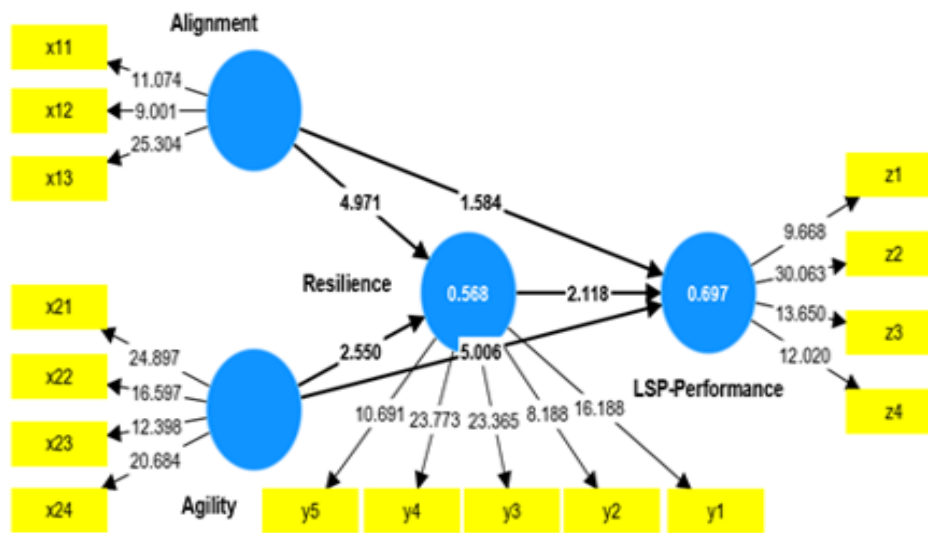 Alignment
x11
11.074
x12
9.001
x13
25.304
4.971
1.584
z1
9.668
z2
30.063
Resilience
0.568
2.118
0.697
z3
13.650
x21
24.897
2.550
5.006
12.020
x22
16.597
LSP-Performance
z4
x23
12.398
10.691
23.773
23.365
8.188
16.188
20.684
x24
Agility
y5
y4
y3
y2
y1